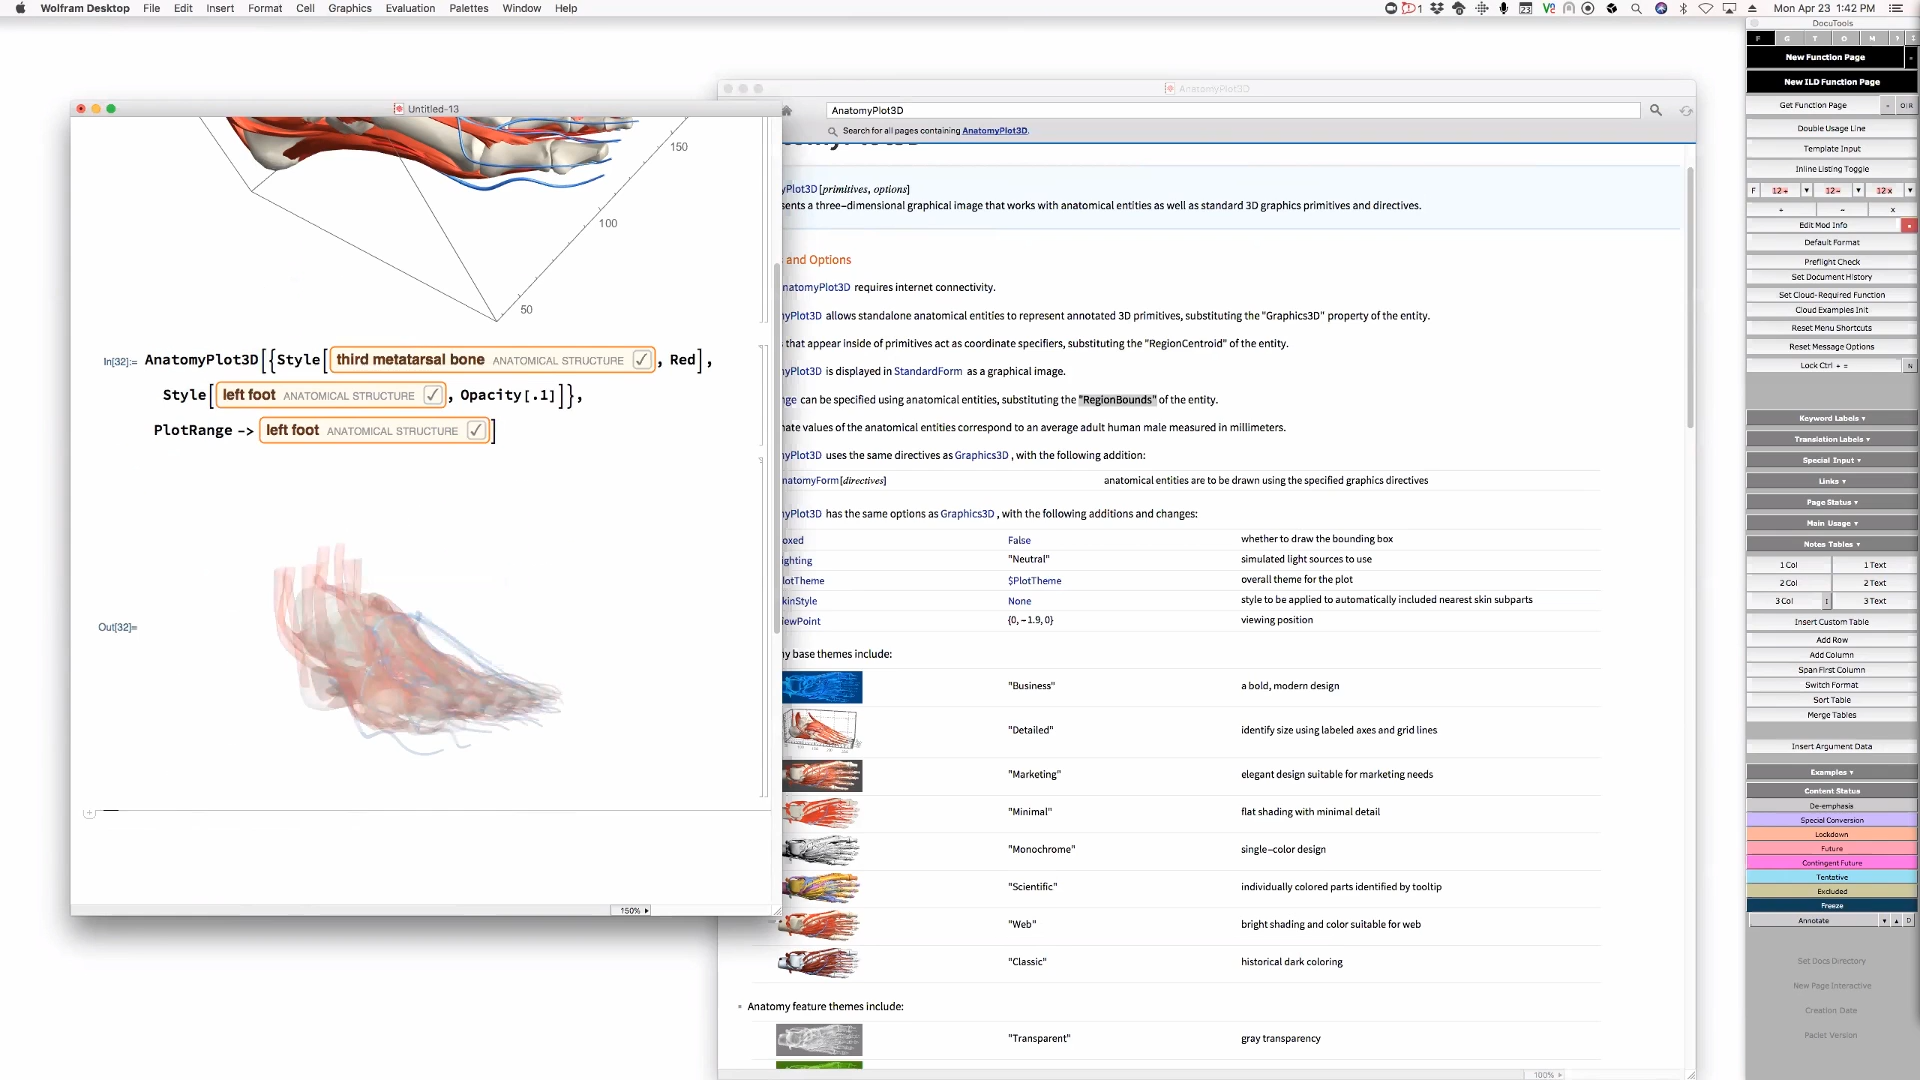 Wolfram Desktop File Edit Insert Format Cell Graphics Evaluation Palettes Window Help
1 23 Mon Apr 23 1:42 PM
DocuTools
F G T O M ?
New Function Page
New ILD Function Page
Get Function Page - O|R
Double Usage Line
Template Input
Inline Listing Toggle
F 12+ 12~ 12x
+ ~ x
Edit Mod Info
Default Format
Preflight Check
Set Document History
Set Cloud-Required Function
Cloud Examples Init
Reset Menu Shortcuts
Reset Message Options
Lock Ctrl + = N
Keyword Labels
Translation Labels
Special Input
Links
Page Status
Main Usage
Notes Tables
1 Col 1 Text
2 Col 2 Text
3 Col I 3 Text
Insert Custom Table
Add Row
Add Column
Span First Column
Switch Format
Sort Table
Merge Tables
Insert Argument Data
Examples
Content Status
De-emphasis
Special Conversion
Lockdown
Future
Contingent Future
Tentative
Excluded
Freeze
Annotate D
Set Docs Directory
New Page Interactive
Creation Date
Paclet Version
Untitled-13
150
100
50
In[32]:= AnatomyPlot3D[{Style[third metatarsal bone ANATOMICAL STRUCTURE ✓, Red],
Style[left foot ANATOMICAL STRUCTURE ✓, Opacity[.1]]},
PlotRange -> left foot ANATOMICAL STRUCTURE ✓]
Out[32]=
150%
AnatomyPlot3D
AnatomyPlot3D
Search for all pages containing AnatomyPlot3D.
myPlot3D[primitives, options]
sents a three-dimensional graphical image that works with anatomical entities as well as standard 3D graphics primitives and directives.
and Options
natomyPlot3D requires internet connectivity.
yPlot3D allows standalone anatomical entities to represent annotated 3D primitives, substituting the "Graphics3D" property of the entity.
s that appear inside of primitives act as coordinate specifiers, substituting the "RegionCentroid" of the entity.
yPlot3D is displayed in StandardForm as a graphical image.
nge can be specified using anatomical entities, substituting the "RegionBounds" of the entity.
nate values of the anatomical entities correspond to an average adult human male measured in millimeters.
yPlot3D uses the same directives as Graphics3D, with the following addition:
natomyForm[directives] anatomical entities are to be drawn using the specified graphics directives
yPlot3D has the same options as Graphics3D, with the following additions and changes:
oxed False whether to draw the bounding box
ighting "Neutral" simulated light sources to use
lotTheme $PlotTheme overall theme for the plot
kinStyle None style to be applied to automatically included nearest skin subparts
iewPoint {0, -1.9, 0} viewing position
my base themes include:
"Business" a bold, modern design
"Detailed" identify size using labeled axes and grid lines
"Marketing" elegant design suitable for marketing needs
"Minimal" flat shading with minimal detail
"Monochrome" single-color design
"Scientific" individually colored parts identified by tooltip
"Web" bright shading and color suitable for web
"Classic" historical dark coloring
Anatomy feature themes include:
"Transparent" gray transparency
100%